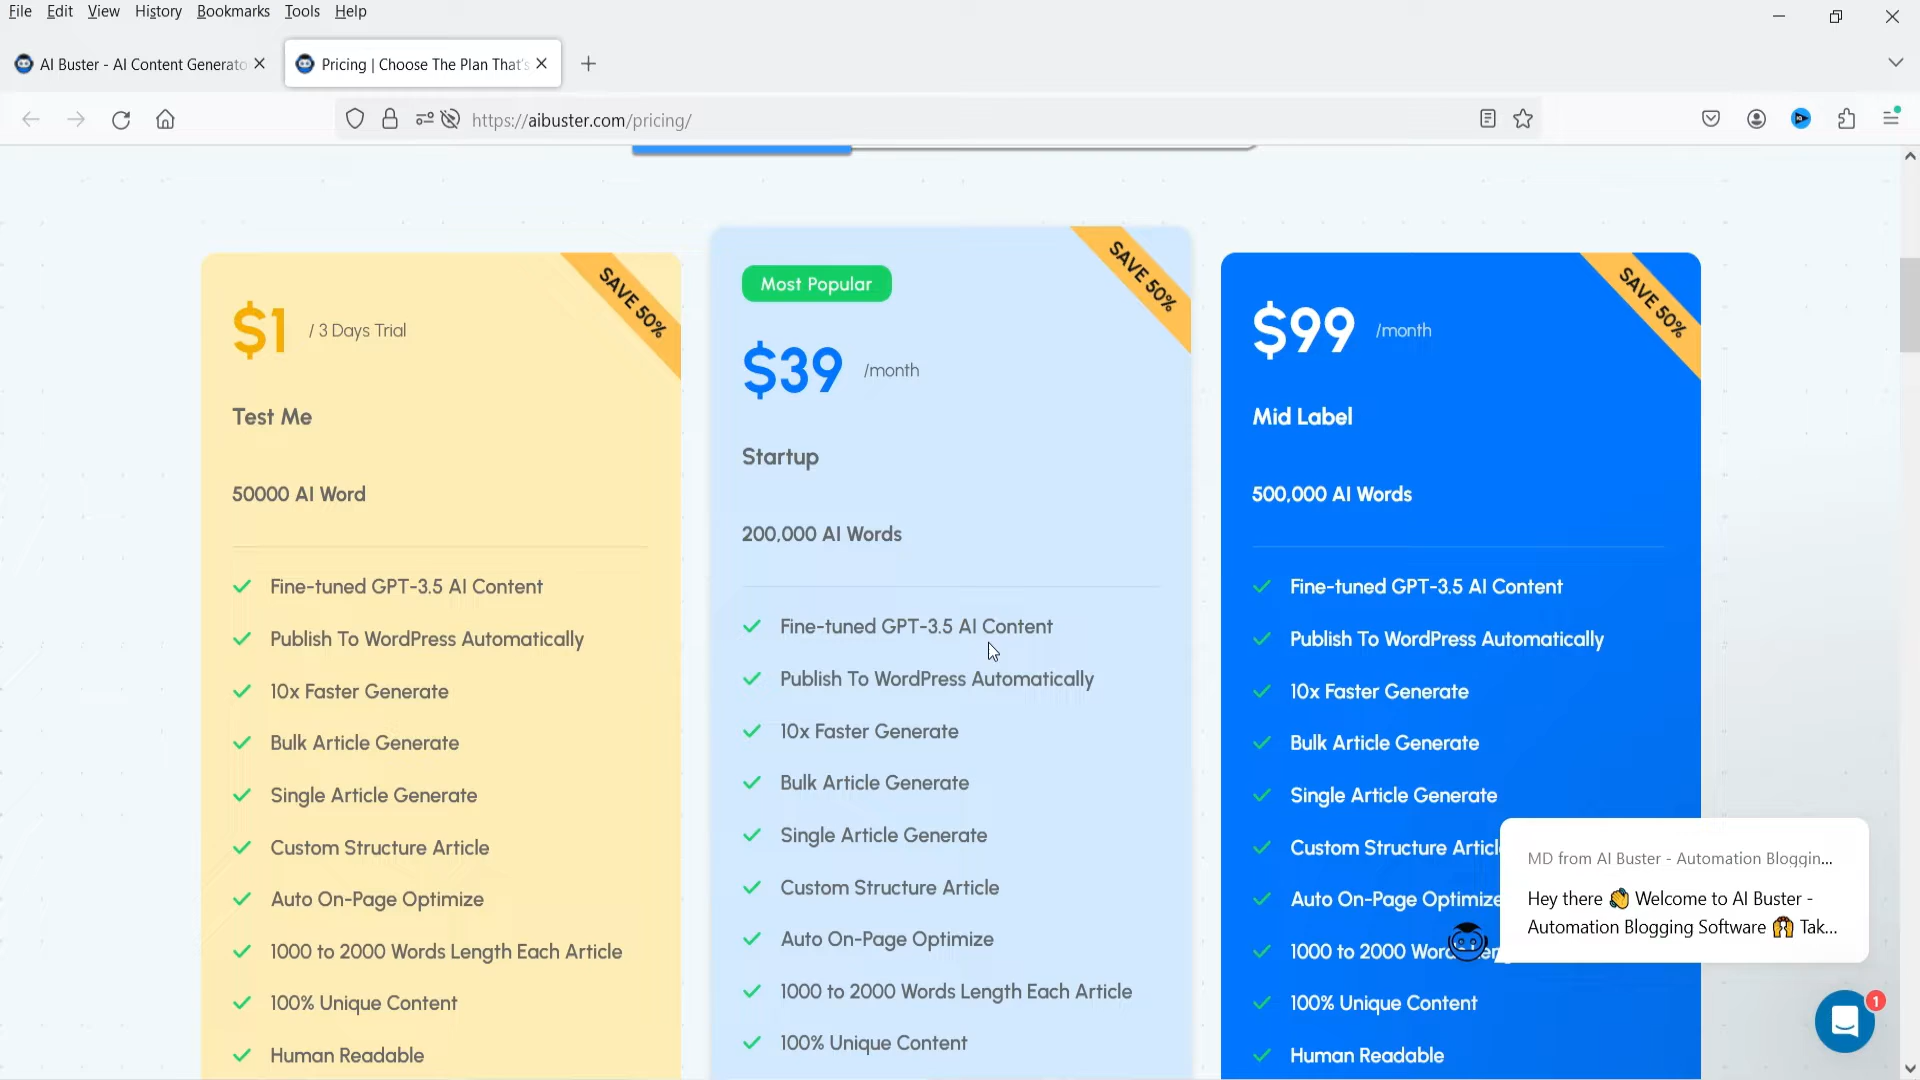 File Edit View History Bookmarks Tools Help
AI Buster - AI Content Generato
Pricing | Choose The Plan That's
https://aibuster.com/pricing/
SAVE 50%
$1 / 3 Days Trial
Test Me
50000 AI Word
Fine-tuned GPT-3.5 AI Content
Publish To WordPress Automatically
10x Faster Generate
Bulk Article Generate
Single Article Generate
Custom Structure Article
Auto On-Page Optimize
1000 to 2000 Words Length Each Article
100% Unique Content
Human Readable
SAVE 50%
Most Popular
$39 /month
Startup
200,000 AI Words
Fine-tuned GPT-3.5 AI Content
Publish To WordPress Automatically
10x Faster Generate
Bulk Article Generate
Single Article Generate
Custom Structure Article
Auto On-Page Optimize
1000 to 2000 Words Length Each Article
100% Unique Content
SAVE 50%
$99 /month
Mid Label
500,000 AI Words
Fine-tuned GPT-3.5 AI Content
Publish To WordPress Automatically
10x Faster Generate
Bulk Article Generate
Single Article Generate
Custom Structure Articl
Auto On-Page Optimize
1000 to 2000
100% Unique Content
Human Readable
MD from AI Buster - Automation Bloggin...
Hey there 👋 Welcome to AI Buster -
Automation Blogging Software 🙌 Tak...
1